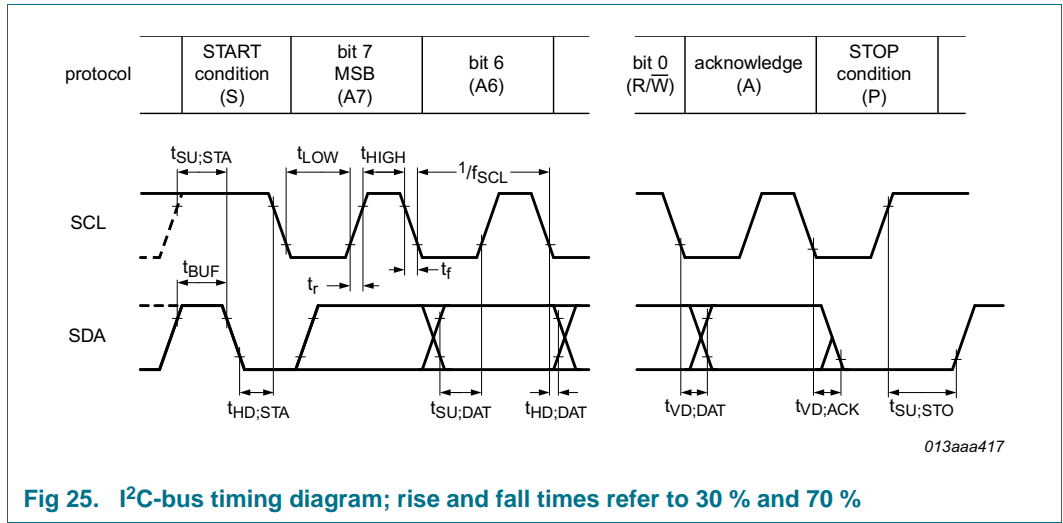 protocol
START
condition
(S)
bit 7
MSB
(A7)
bit 6
(A6)
bit 0
(R/W̅)
acknowledge
(A)
STOP
condition
(P)
tSU;STA
tLOW
tHIGH
1/fSCL
SCL
tBUF
tr
tf
SDA
tHD;STA
tSU;DAT
tHD;DAT
tVD;DAT
tVD;ACK
tSU;STO
013aaa417
Fig 25. I²C-bus timing diagram; rise and fall times refer to 30 % and 70 %